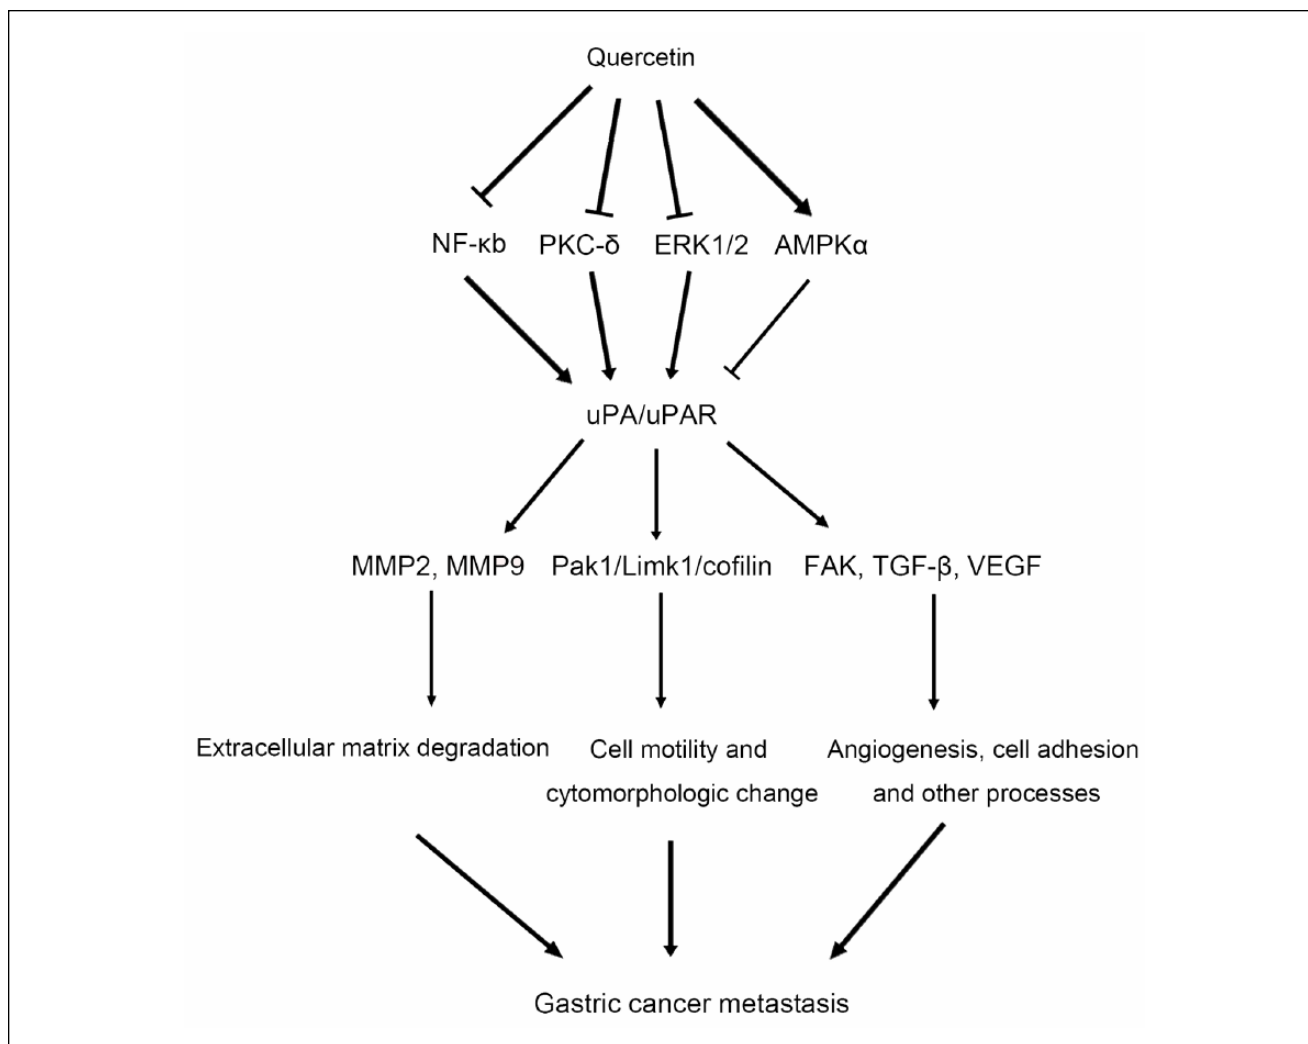 Quercetin
NF-κb PKC-δ ERK1/2 AMPKα
uPA/uPAR
MMP2, MMP9 Pak1/Limk1/cofilin FAK, TGF-β, VEGF
Extracellular matrix degradation Cell motility and Angiogenesis, cell adhesion
cytomorphologic change and other processes
Gastric cancer metastasis